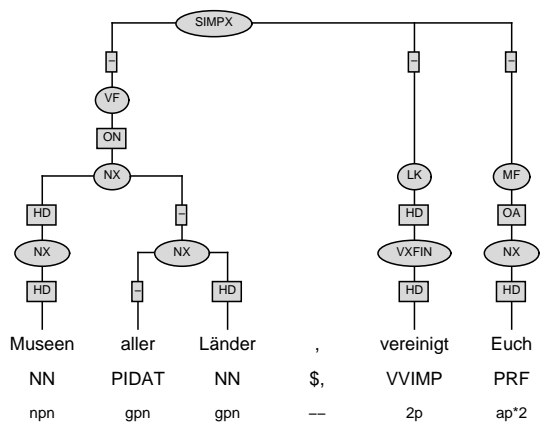 SIMPX
– – –
VF
ON
NX LK MF
HD – HD OA
NX NX VXFIN NX
HD – HD HD HD
Museen aller Länder , vereinigt Euch
NN PIDAT NN $, VVIMP PRF
npn gpn gpn –– 2p ap*2